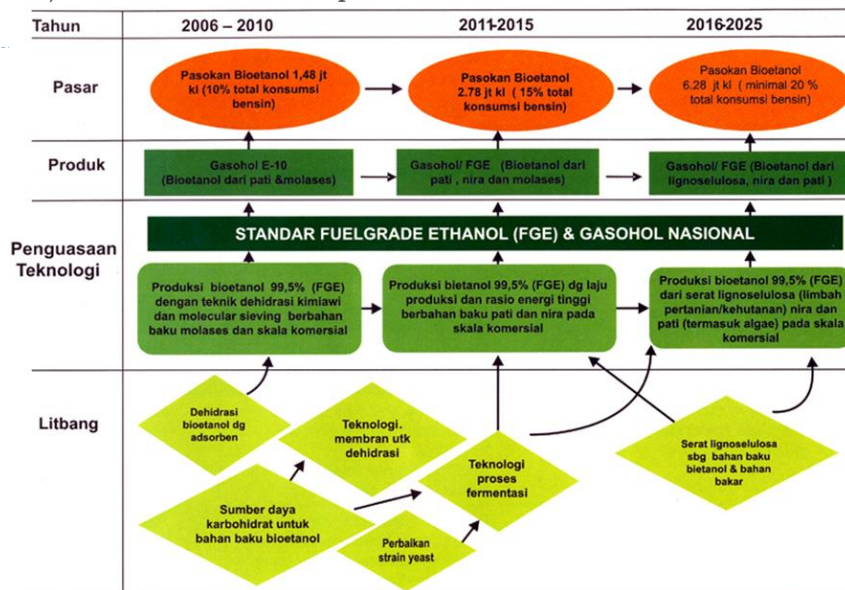 Tahun 2006 – 2010 2011-2015 2016-2025
Pasar
Pasokan Bioetanol 1,48 jt
kl (10% total konsumsi
bensin)
Pasokan Bioetanol
2.78 jt kl ( 15% total
konsumsi bensin)
Pasokan Bioetanol
6.28 jt kl ( minimal 20 %
total konsumsi bensin)
Produk
Gasohol E-10
(Bioetanol dari pati &molases)
Gasohol/ FGE (Bioetanol dari
pati , nira dan molases)
Gasohol/ FGE (Bioetanol dari
lignoselulosa, nira dan pati )
Penguasaan
Teknologi
STANDAR FUELGRADE ETHANOL (FGE) & GASOHOL NASIONAL
Produksi bioetanol 99,5% (FGE)
dengan teknik dehidrasi kimiawi
dan molecular sieving berbahan
baku molases dan skala komersial
Produksi bietanol 99,5% (FGE) dg laju
produksi dan rasio energi tinggi
berbahan baku pati dan nira pada
skala komersial
Produksi bioetanol 99,5% (FGE)
dari serat lignoselulosa (limbah
pertanian/kehutanan) nira dan
pati (termasuk algae) pada skala
komersial
Litbang
Dehidrasi
bioetanol dg
adsorben
Teknologi.
membran utk
dehidrasi
Sumber daya
karbohidrat untuk
bahan baku bioetanol
Teknologi
proses
fermentasi
Perbaikan
strain yeast
Serat lignoselulosa
sbg bahan baku
bietanol & bahan
bakar